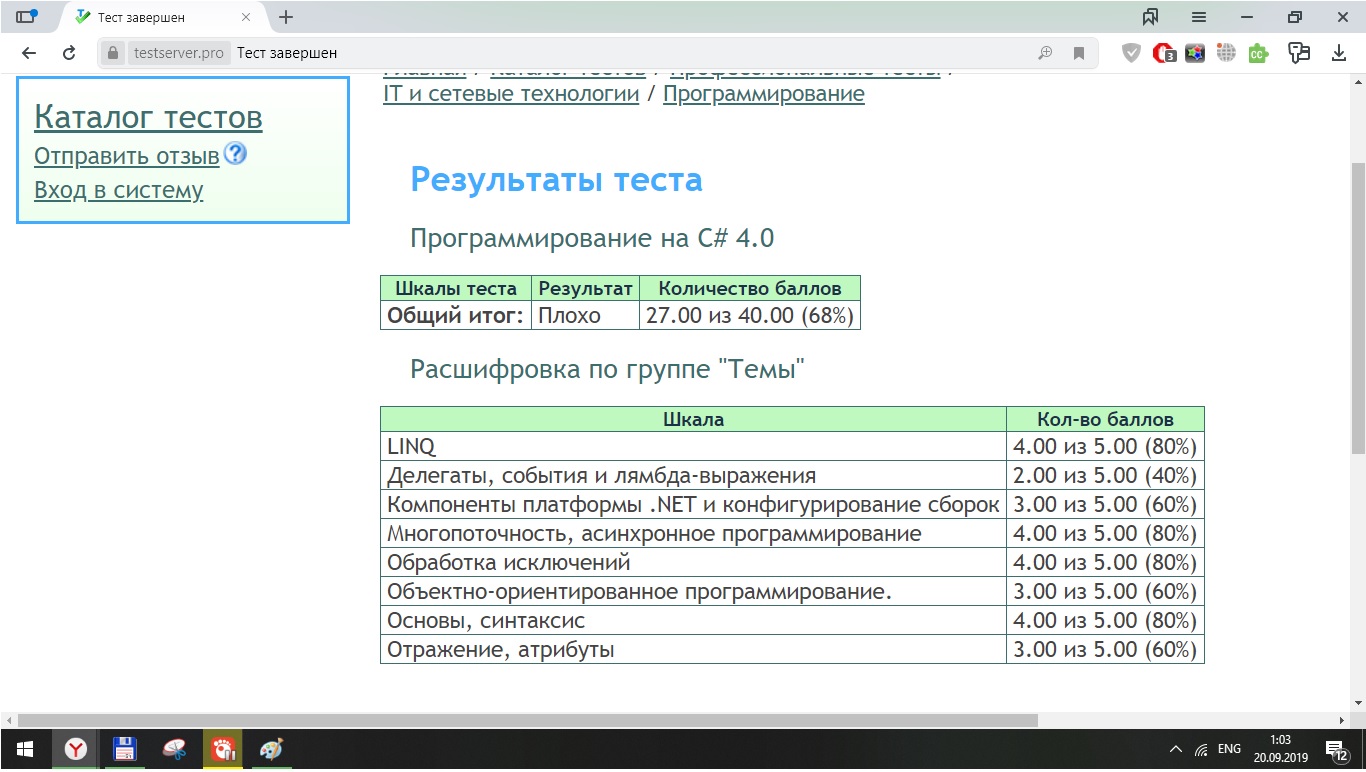 Тест завершен
testserver.pro Тест завершен
3
Главная / Каталог тестов / Профессиональные тесты /
IT и сетевые технологии / Программирование
Каталог тестов
Отправить отзыв ?
Вход в систему
Результаты теста
Программирование на C# 4.0
Шкалы теста Результат Количество баллов
Общий итог: Плохо 27.00 из 40.00 (68%)
Расшифровка по группе "Темы"
Шкала Кол-во баллов
LINQ 4.00 из 5.00 (80%)
Делегаты, события и лямбда-выражения 2.00 из 5.00 (40%)
Компоненты платформы .NET и конфигурирование сборок 3.00 из 5.00 (60%)
Многопоточность, асинхронное программирование 4.00 из 5.00 (80%)
Обработка исключений 4.00 из 5.00 (80%)
Объектно-ориентированное программирование. 3.00 из 5.00 (60%)
Основы, синтаксис 4.00 из 5.00 (80%)
Отражение, атрибуты 3.00 из 5.00 (60%)
ENG
1:03
20.09.2019
12